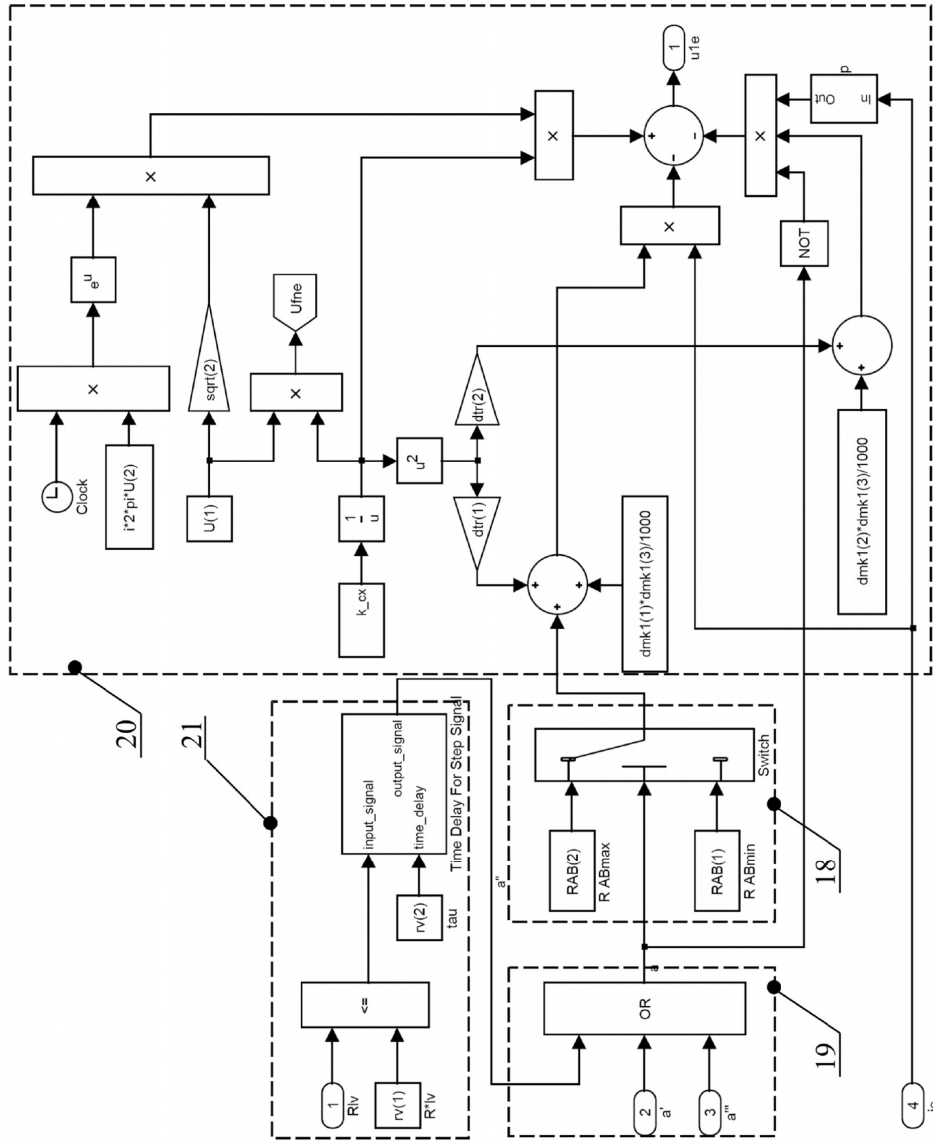 Clock
i*2*pi*U(2)
×
e^u
×
U(1)
sqrt(2)
×
Ufne
k_cx
1
u
u²
dtr(1)
dtr(2)
×
+
+
+
dmk1(1)*dmk1(3)/1000
×
+
-
-
1
u1e
dmk1(2)*dmk1(3)/1000
+
+
NOT
×
In
Out
p
20
21
1
Rlv
rv(1)
R*lv
<=
rv(2)
tau
input_signal
output_signal
time_delay
Time Delay For Step Signal
a''
2
a'
3
a'''
OR
a
19
RAB(2)
R ABmax
RAB(1)
R ABmin
Switch
18
4